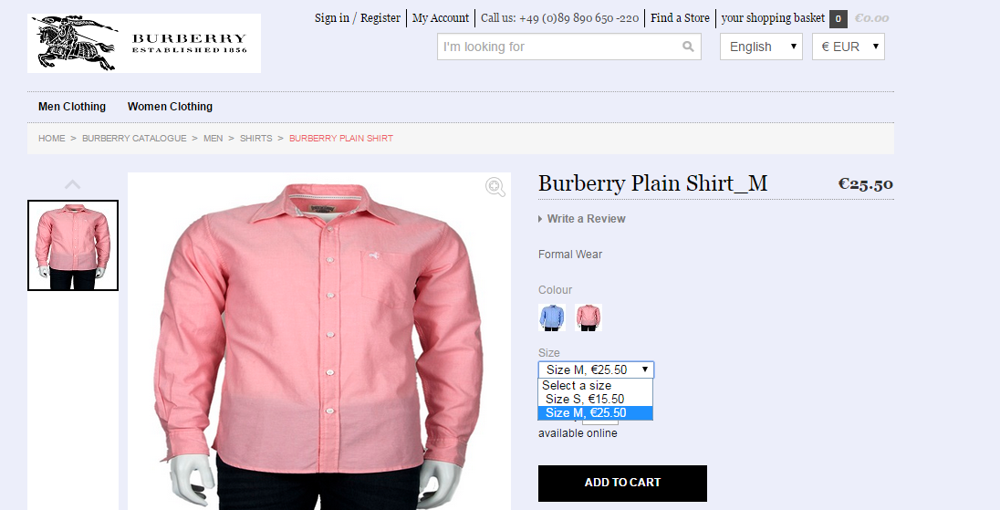 Sign in / Register My Account Call us: +49 (0)89 890 650 -220 Find a Store your shopping basket 0 €0.00
BURBERRY
ESTABLISHED 1856
I'm looking for English € EUR
Men Clothing Women Clothing
HOME > BURBERRY CATALOGUE > MEN > SHIRTS > BURBERRY PLAIN SHIRT
Burberry Plain Shirt_M €25.50
Write a Review
Formal Wear
Colour
Size
Size M, €25.50
Select a size
Size S, €15.50
Size M, €25.50
available online
ADD TO CART